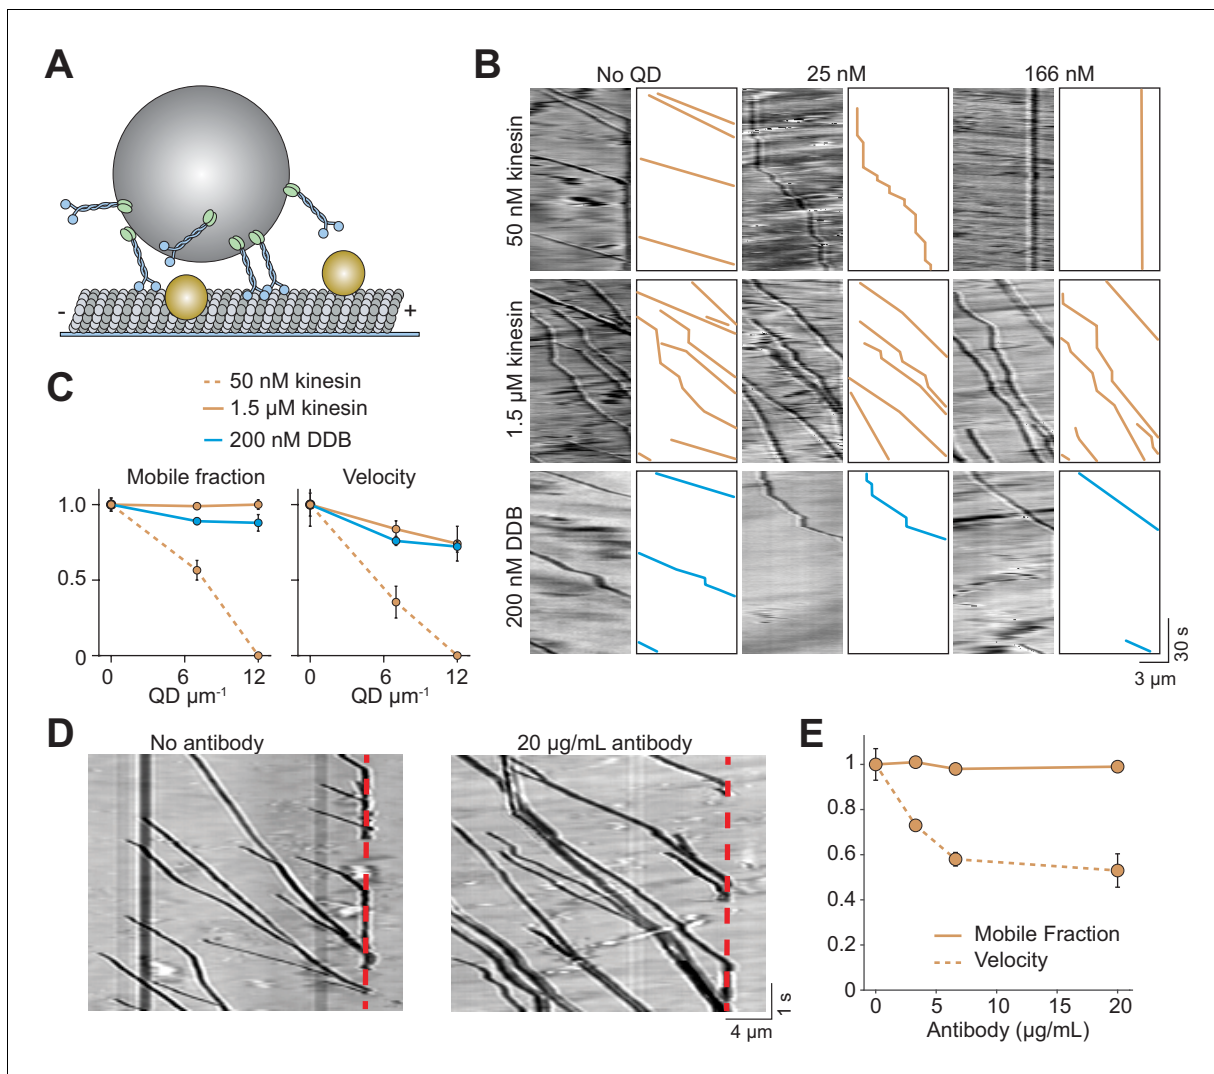 A
- +
B
No QD 25 nM 166 nM
50 nM kinesin
1.5 µM kinesin
200 nM DDB
30 s
3 µm
C
50 nM kinesin
1.5 µM kinesin
200 nM DDB
Mobile fraction Velocity
1.0
0.5
0
0 6 12 0 6 12
QD µm-1 QD µm-1
D
No antibody 20 µg/mL antibody
1 s
4 µm
E
1
0.8
0.6
0.4
0.2
0
Mobile Fraction
Velocity
0 5 10 15 20
Antibody (µg/mL)